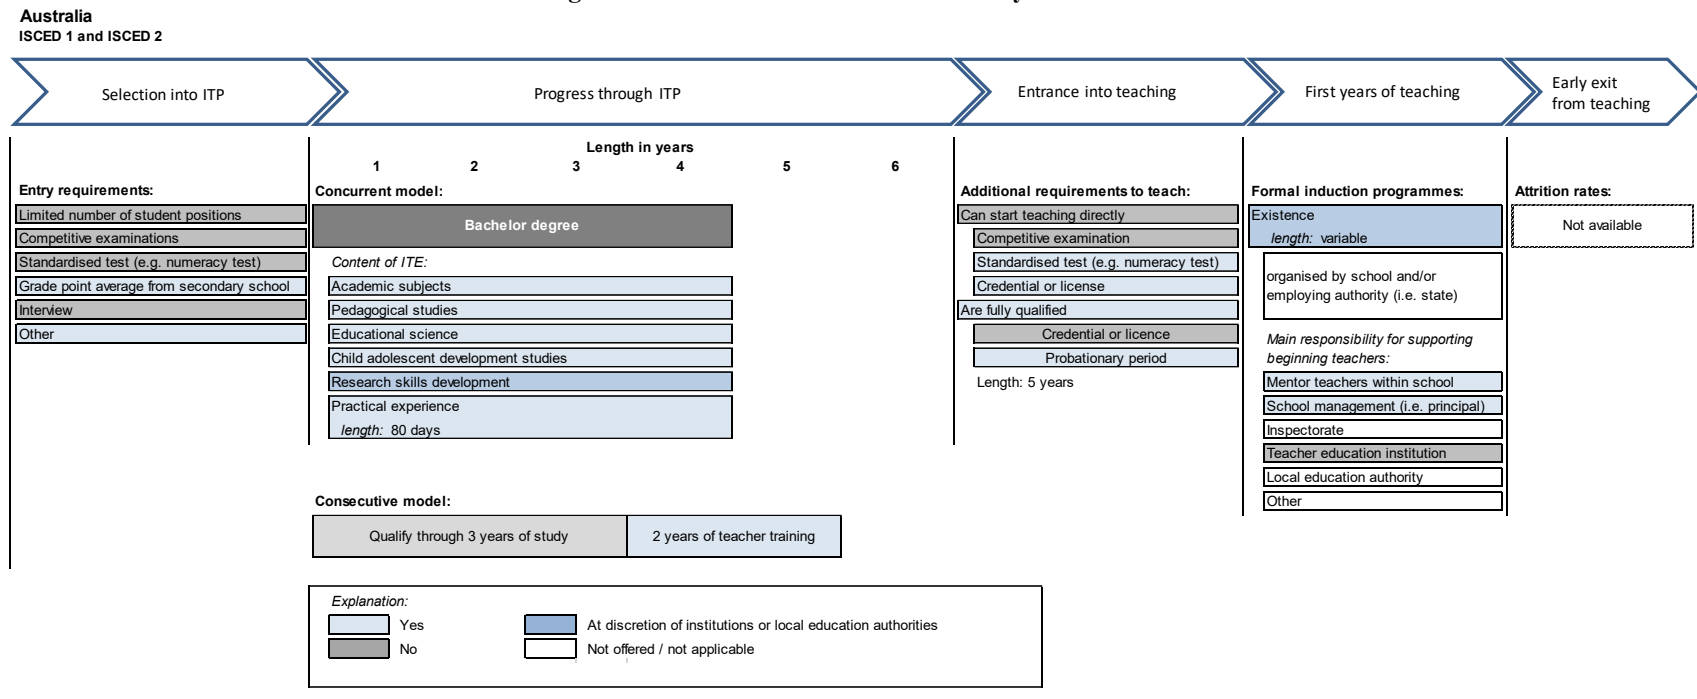 Australia
ISCED 1 and ISCED 2
Selection into ITP
Progress through ITP
Entrance into teaching
First years of teaching
Early exit
from teaching
Length in years
1 2 3 4 5 6
Entry requirements:
Limited number of student positions
Competitive examinations
Standardised test (e.g. numeracy test)
Grade point average from secondary school
Interview
Other
Concurrent model:
Bachelor degree
Content of ITE:
Academic subjects
Pedagogical studies
Educational science
Child adolescent development studies
Research skills development
Practical experience
length: 80 days
Consecutive model:
Qualify through 3 years of study
2 years of teacher training
Additional requirements to teach:
Can start teaching directly
Competitive examination
Standardised test (e.g. numeracy test)
Credential or license
Are fully qualified
Credential or licence
Probationary period
Length: 5 years
Formal induction programmes:
Existence
length: variable
organised by school and/or
employing authority (i.e. state)
Main responsibility for supporting
beginning teachers:
Mentor teachers within school
School management (i.e. principal)
Inspectorate
Teacher education institution
Local education authority
Other
Attrition rates:
Not available
Explanation:
Yes
At discretion of institutions or local education authorities
No
Not offered / not applicable